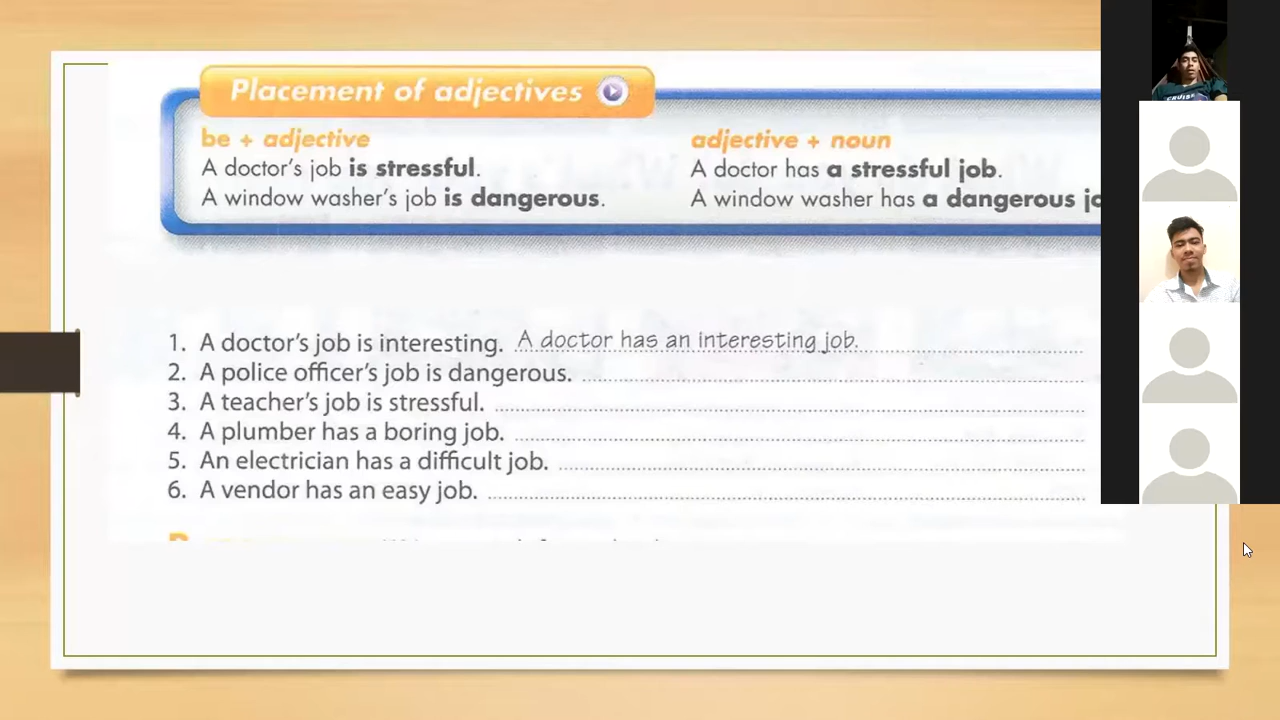 Placement of adjectives
be + adjective
A doctor's job is stressful.
A window washer's job is dangerous.
adjective + noun
A doctor has a stressful job.
A window washer has a dangerous
1. A doctor's job is interesting. A doctor has an interesting job.
2. A police officer's job is dangerous.
3. A teacher's job is stressful.
4. A plumber has a boring job.
5. An electrician has a difficult job.
6. A vendor has an easy job.